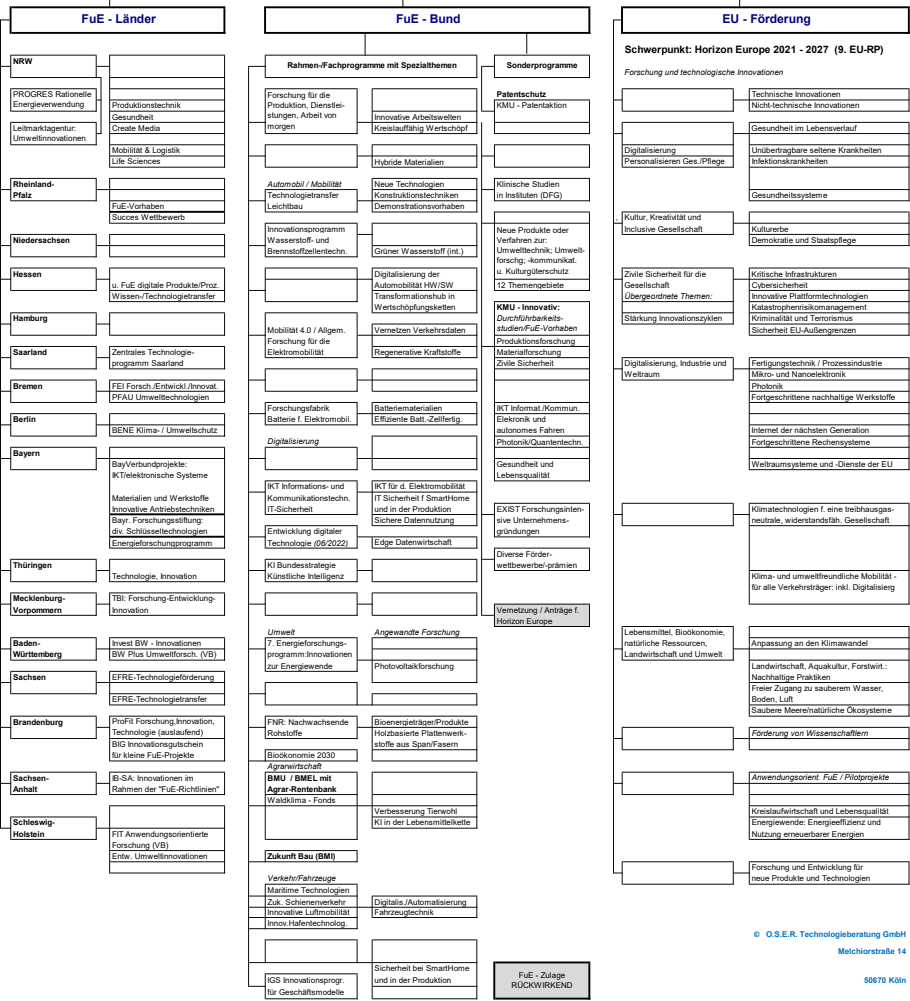 FuE - Länder
NRW
PROGRES Rationelle
Energieverwendung
Produktionstechnik
Gesundheit
Leitmarktagentur:
Umweltinnovationen
Create Media
Mobilität & Logistik
Life Sciences
Rheinland-
Pfalz
FuE-Vorhaben
Succes Wettbewerb
Niedersachsen
Hessen
u. FuE digitale Produkte/Proz.
Wissen-/Technologietransfer
Hamburg
Saarland
Zentrales Technologie-
programm Saarland
Bremen
FEI Forsch./Entwickl./Innovat.
PFAU Umwelttechnologien
Berlin
BENE Klima- / Umweltschutz
Bayern
BayVerbundprojekte:
IKT/elektronische Systeme
Materialien und Werkstoffe
Innovative Antriebstechniken
Bayr. Forschungsstiftung:
div. Schlüsseltechnologien
Energieforschungprogramm
Thüringen
Technologie, Innovation
Mecklenburg-
Vorpommern
TBI: Forschung-Entwicklung-
Innovation
Baden-
Württemberg
Invest BW - Innovationen
BW Plus Umweltforsch. (VB)
Sachsen
EFRE-Technologieförderung
EFRE-Technologietransfer
Brandenburg
ProFit Forschung,Innovation,
Technologie (auslaufend)
BIG Innovationsgutschein
für kleine FuE-Projekte
Sachsen-
Anhalt
IB-SA: Innovationen im
Rahmen der "FuE-Richtlinien"
Schleswig-
Holstein
FIT Anwendungsorientierte
Forschung (VB)
Entw. Umweltinnovationen
FuE - Bund
Rahmen-/Fachprogramme mit Spezialthemen
Forschung für die
Produktion, Dienstlei-
stungen, Arbeit von
morgen
Innovative Arbeitswelten
Kreislauffähig Wertschöpf
Hybride Materialien
Automobil / Mobilität
Technologietransfer
Leichtbau
Neue Technologien
Konstruktionstechniken
Demonstrationsvorhaben
Innovationsprogramm
Wasserstoff- und
Brennstoffzellentechn.
Grüner Wasserstoff (int.)
Digitalisierung der
Automobilität HW/SW
Transformationshub in
Wertschöpfungsketten
Mobilität 4.0 / Allgem.
Forschung für die
Elektromobilität
Vernetzen Verkehrsdaten
Regenerative Kraftstoffe
Forschungsfabrik
Batterie f. Elektromobil.
Batteriematerialien
Effiziente Batt.-Zellfertig.
Digitalisierung
IKT Informations- und
Kommunikationstechn.
IT-Sicherheit
IKT für d. Elektromobilität
IT Sicherheit f SmartHome
und in der Produktion
Sichere Datennutzung
Entwicklung digitaler
Technologie (06/2022)
Edge Datenwirtschaft
KI Bundesstrategie
Künstliche Intelligenz
Umwelt
Angewandte Forschung
7. Energieforschungs-
programm:Innovationen
zur Energiewende
Photovoltaikforschung
FNR: Nachwachsende
Rohstoffe
Bioenergieträger/Produkte
Holzbasierte Plattenwerk-
stoffe aus Span/Fasern
Bioökonomie 2030
Agrarwirtschaft
BMU / BMEL mit
Agrar-Rentenbank
Waldklima - Fonds
Verbesserung Tierwohl
KI in der Lebensmittelkette
Zukunft Bau (BMI)
Verkehr/Fahrzeuge
Maritime Technologien
Zuk. Schienenverkehr
Innovative Luftmobilität
Innov.Hafentechnolog.
Digitalis./Automatisierung
Fahrzeugtechnik
IGS Innovationsprogr.
für Geschäftsmodelle
Sicherheit bei SmartHome
und in der Produktion
Sonderprogramme
Patentschutz
KMU - Patentaktion
Klinische Studien
in Instituten (DFG)
Neue Produkte oder
Verfahren zur:
Umwelttechnik; Umwelt-
forschg; -kommunikat.
u. Kulturgüterschutz
12 Themengebiete
KMU - Innovativ:
Durchführbarkeits-
studien/FuE-Vorhaben
Produktionsforschung
Materialforschung
Zivile Sicherheit
IKT Informat./Kommun.
Elekronik und
autonomes Fahren
Photonik/Quantentechn.
Gesundheit und
Lebensqualität
EXIST Forschungsinten-
sive Unternehmens-
gründungen
Diverse Förder-
wettbewerbe/-prämien
Vernetzung / Anträge f.
Horizon Europe
FuE - Zulage
RÜCKWIRKEND
EU - Förderung
Schwerpunkt: Horizon Europe 2021 - 2027 (9. EU-RP)
Forschung und technologische Innovationen
Technische Innovationen
Nicht-technische Innovationen
Digitalisierung
Personalisieren Ges./Pflege
Gesundheit im Lebensverlauf
Unübertragbare seltene Krankheiten
Infektionskrankheiten
Gesundheitssysteme
Kultur, Kreativität und
Inclusive Gesellschaft
Kulturerbe
Demokratie und Staatspflege
Zivile Sicherheit für die
Gesellschaft
Übergeordnete Themen:
Stärkung Innovationszyklen
Kritische Infrastrukturen
Cybersicherheit
Innovative Plattformtechnologien
Katastrophenrisikomanagement
Kriminalität und Terrorismus
Sicherheit EU-Außengrenzen
Digitalisierung, Industrie und
Weltraum
Fertigungstechnik / Prozessindustrie
Mikro- und Nanoelektronik
Photonik
Fortgeschrittene nachhaltige Werkstoffe
Internet der nächsten Generation
Fortgeschrittene Rechensysteme
Weltraumsysteme und -Dienste der EU
Klimatechnologien f. eine treibhausgas-
neutrale, widerstandsfäh. Gesellschaft
Klima- und umweltfreundliche Mobilität -
für alle Verkehrsträger: inkl. Digitalisierg
Lebensmittel, Bioökonomie,
natürliche Ressourcen,
Landwirtschaft und Umwelt
Anpassung an den Klimawandel
Landwirtschaft, Aquakultur, Forstwirt.:
Nachhaltige Praktiken
Freier Zugang zu sauberem Wasser,
Boden, Luft
Saubere Meere/natürliche Ökosysteme
Förderung von Wissenschaftlern
Anwendungsorient. FuE / Pilotprojekte
Kreislaufwirtschaft und Lebensqualität
Energiewende: Energieeffizienz und
Nutzung erneuerbarer Energien
Forschung und Entwicklung für
neue Produkte und Technologien
© O.S.E.R. Technologieberatung GmbH
Melchiorstraße 14
50670 Köln